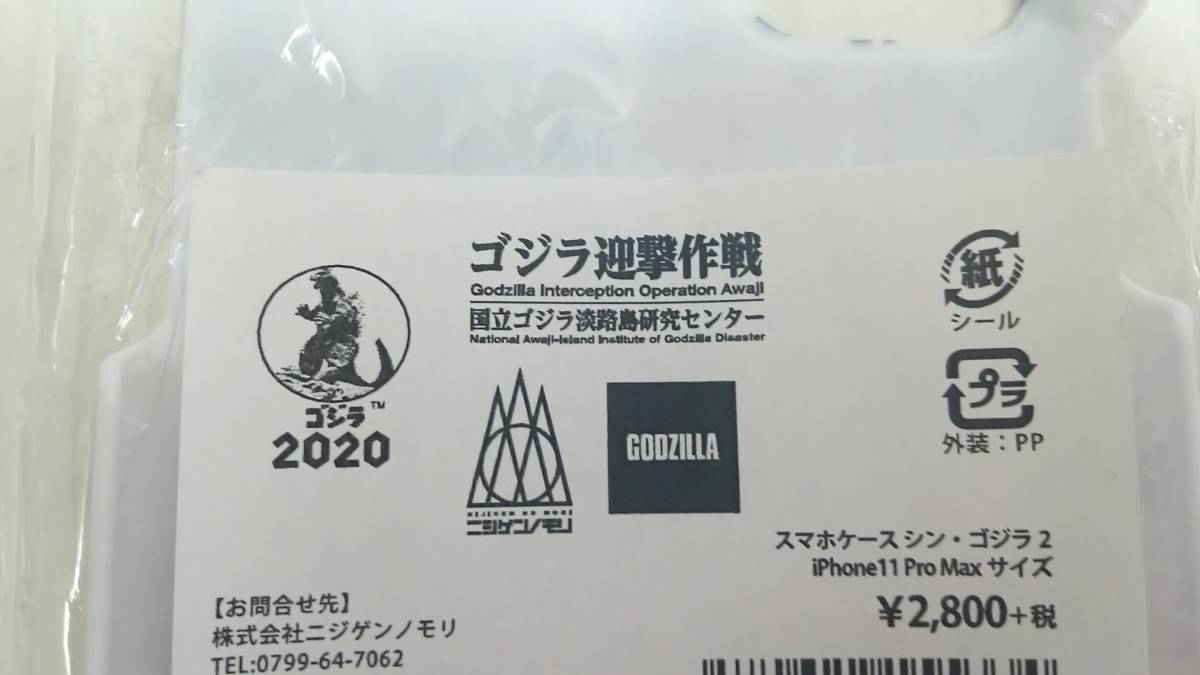 ゴジラ迎撃作戦
Godzilla Interception Operation Awaji
国立ゴジラ淡路島研究センター
National Awaji-Island Institute of Godzilla Disaster
ゴジラ™
2020
NIJIGEN NO MORI
ニジゲンノモリ
GODZILLA
紙
シール
プラ
外装：PP
スマホケース シン・ゴジラ 2
iPhone11 Pro Max サイズ
¥2,800+税
【お問合せ先】
株式会社ニジゲンノモリ
TEL:0799-64-7062